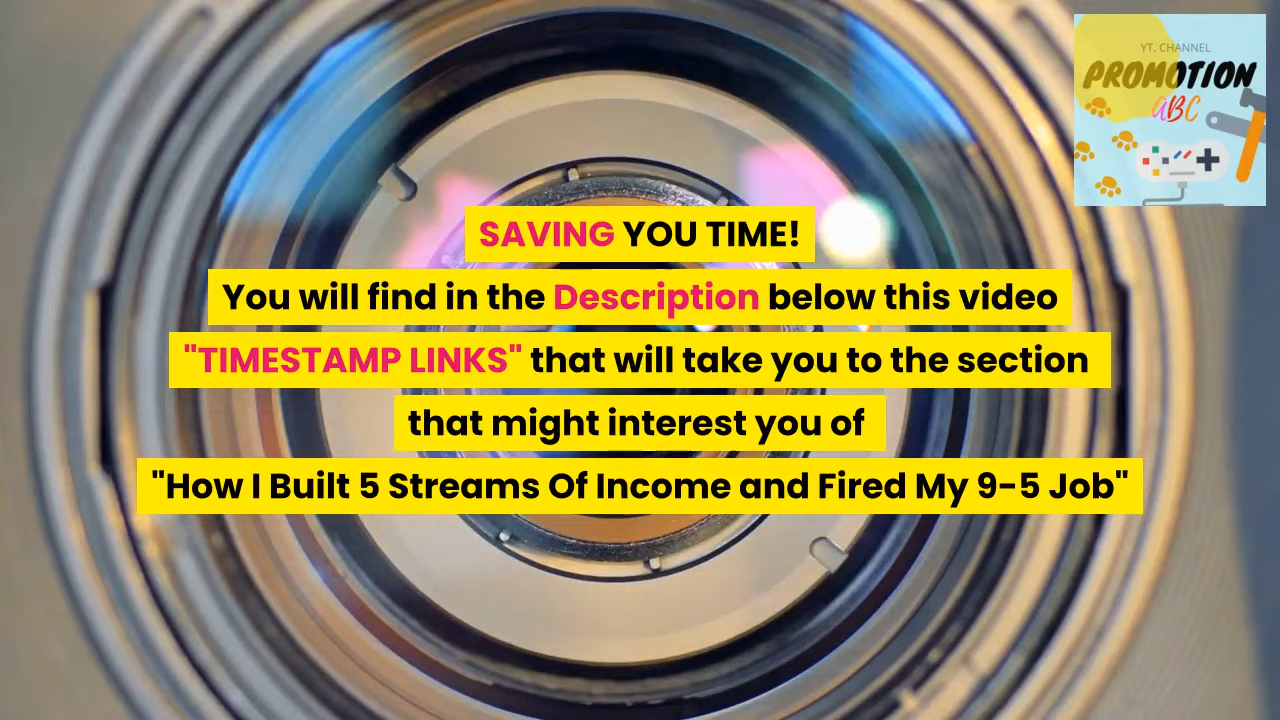 YT. CHANNEL
PROMOTION
aBC
SAVING YOU TIME!
You will find in the Description below this video
"TIMESTAMP LINKS" that will take you to the section
that might interest you of
"How I Built 5 Streams Of Income and Fired My 9-5 Job"